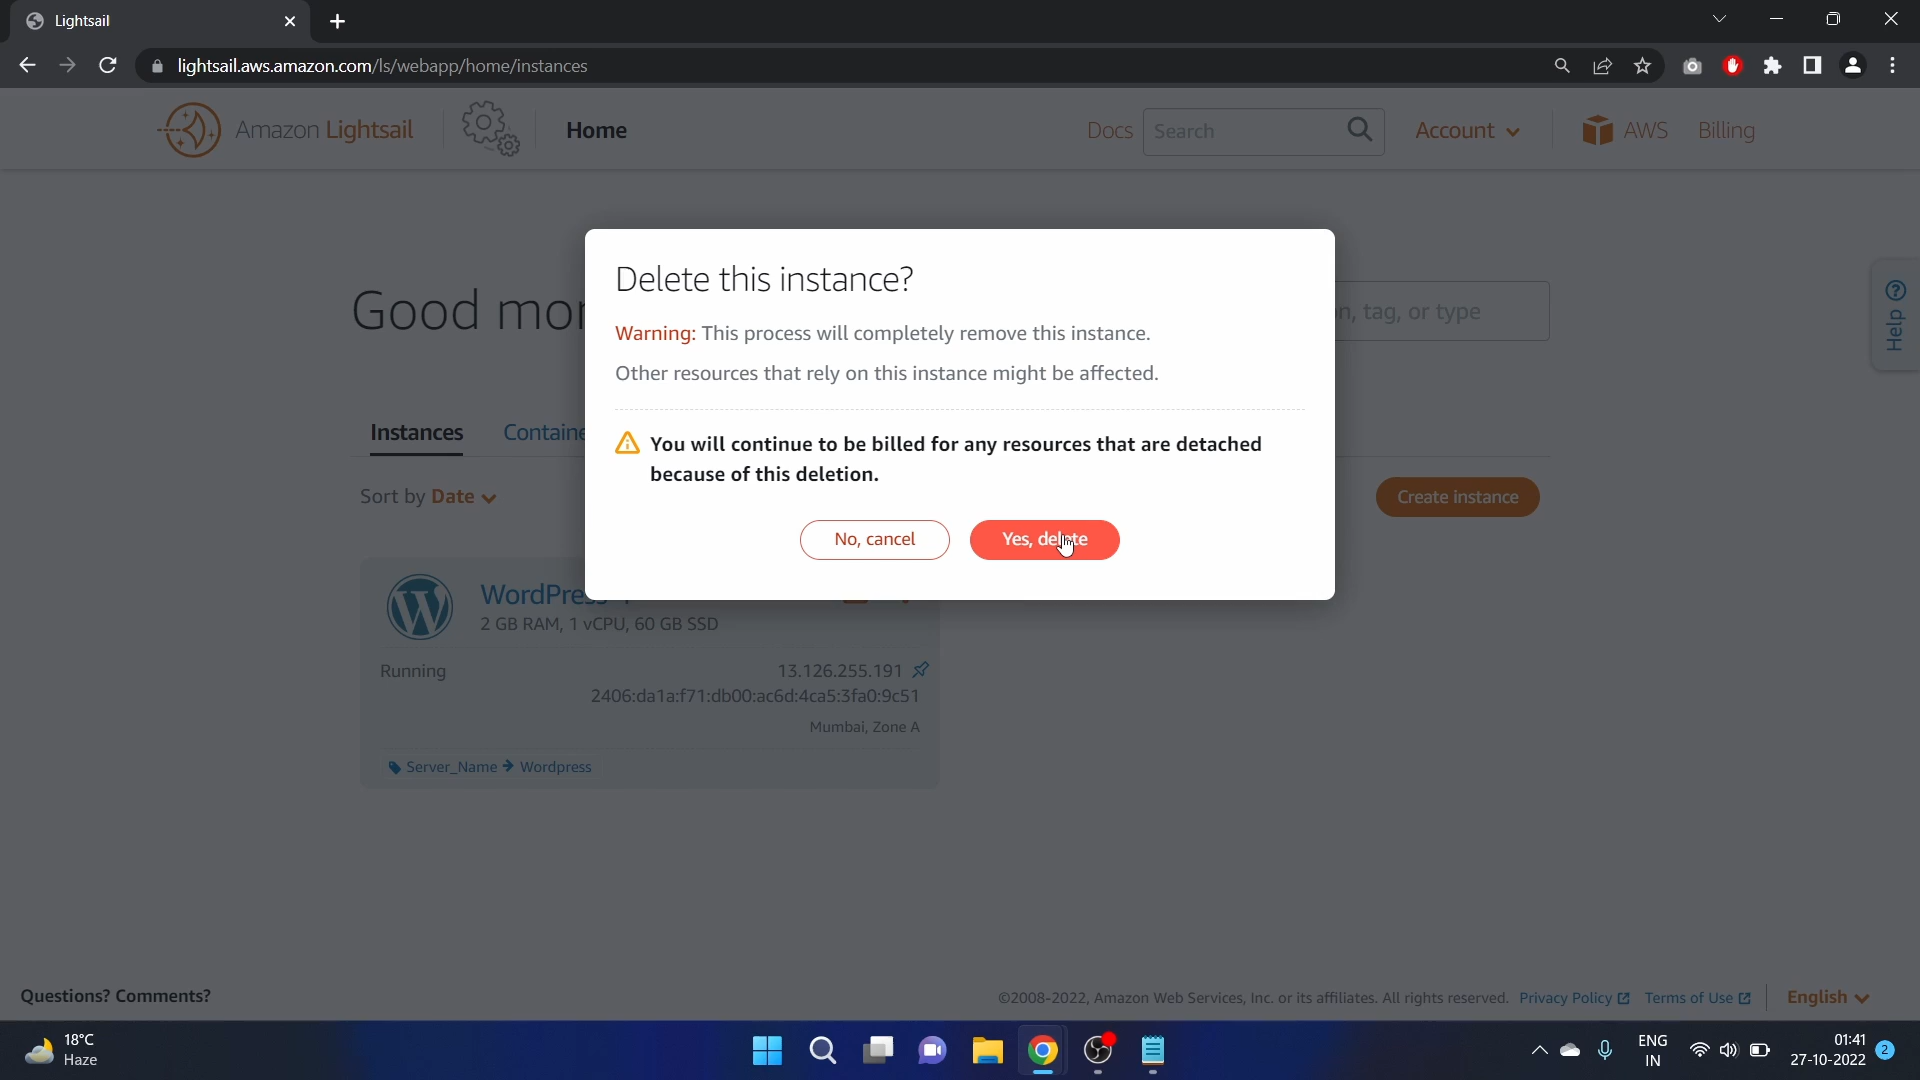 Lightsail
lightsail.aws.amazon.com/ls/webapp/home/instances
Amazon Lightsail
Home
Docs
Search
Account
AWS
Billing
Good mor
n, tag, or type
Help
Delete this instance?
Warning: This process will completely remove this instance.
Other resources that rely on this instance might be affected.
You will continue to be billed for any resources that are detached
because of this deletion.
No, cancel
Yes, delete
Instances
Containe
Sort by Date
Create instance
2 GB RAM, 1 vCPU, 60 GB SSD
Running
13.126.255.191
2406:da1a:f71:db00:ac6d:4ca5:3fa0:9c51
Mumbai, Zone A
Server_Name → Wordpress
Questions? Comments?
©2008-2022, Amazon Web Services, Inc. or its affiliates. All rights reserved.
Privacy Policy
Terms of Use
English
18°C
Haze
ENG
IN
01:41
27-10-2022
2